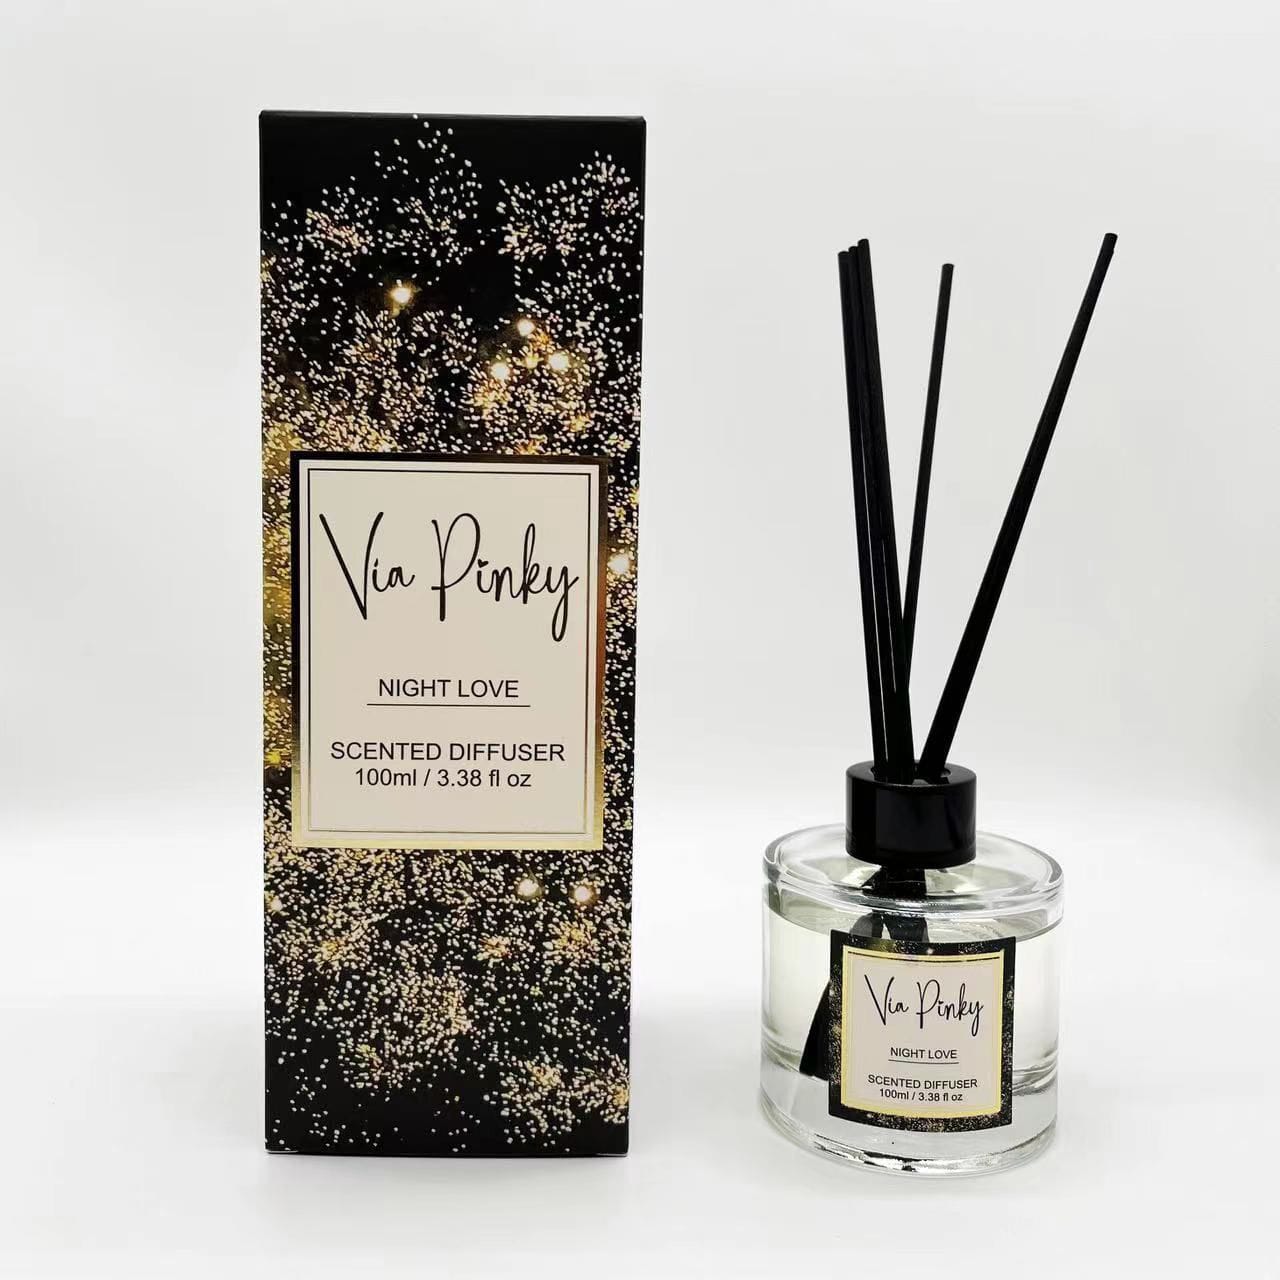 Via Pinky
NIGHT LOVE
SCENTED DIFFUSER
100ml / 3.38 fl oz
Via Pinky
NIGHT LOVE
SCENTED DIFFUSER
100ml / 3.38 fl oz